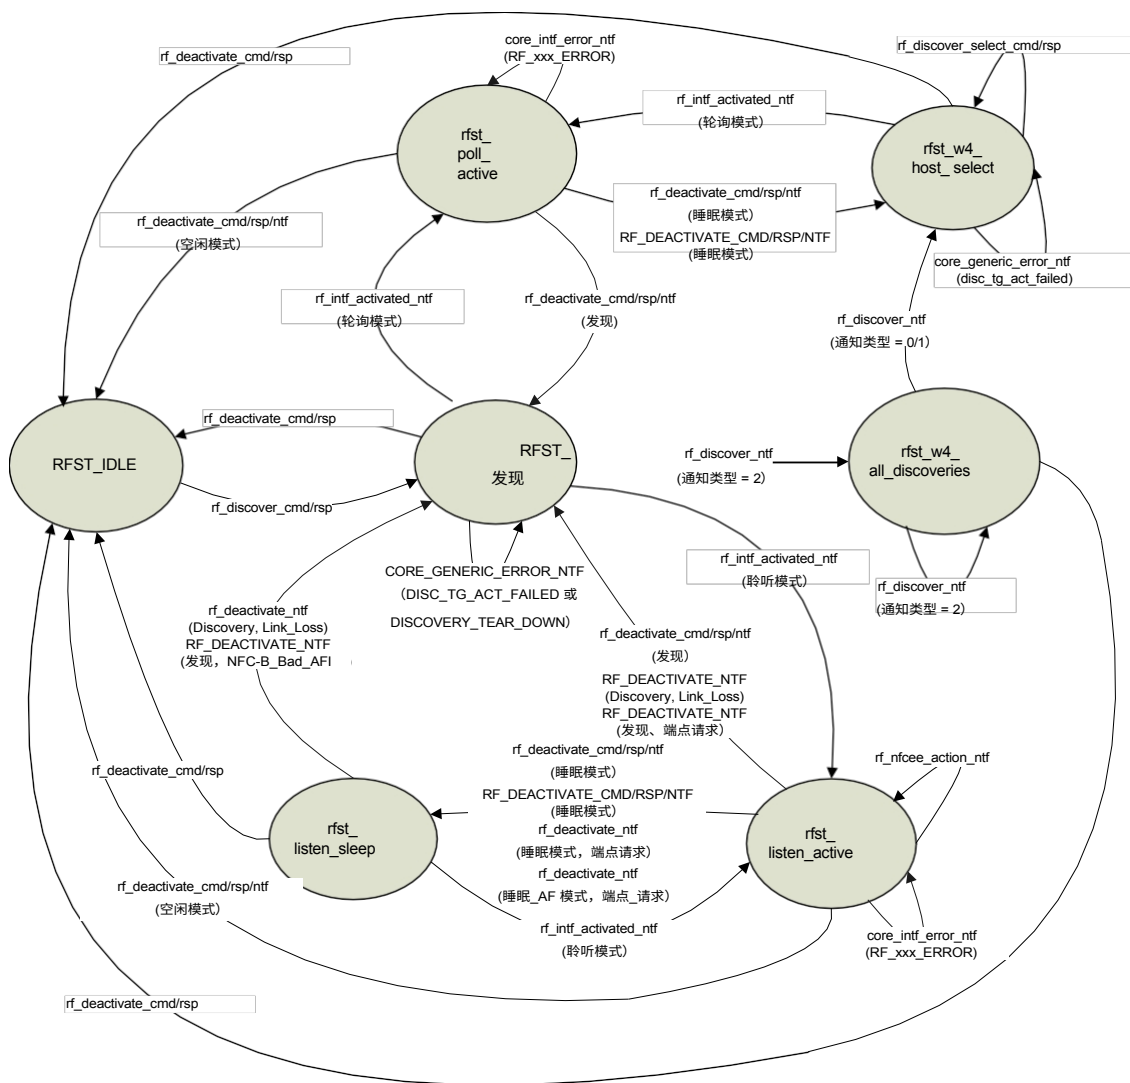 rf_deactivate_cmd/rsp
core_intf_error_ntf
(RF_xxx_ERROR)
rf_discover_select_cmd/rsp
rf_intf_activated_ntf
(轮询模式)
rfst_
poll_
active
rfst_w4_
host_ select
rf_deactivate_cmd/rsp/ntf
(睡眠模式)
RF_DEACTIVATE_CMD/RSP/NTF
(睡眠模式)
rf_deactivate_cmd/rsp/ntf
(空闲模式)
core_generic_error_ntf
(disc_tg_act_failed)
rf_intf_activated_ntf
(轮询模式)
rf_deactivate_cmd/rsp/ntf
(发现)
rf_discover_ntf
(通知类型 = 0/1)
rf_deactivate_cmd/rsp
RFST_IDLE
RFST_
发现
rfst_w4_
all_discoveries
rf_discover_ntf
(通知类型 = 2)
rf_discover_cmd/rsp
rf_intf_activated_ntf
(聆听模式)
CORE_GENERIC_ERROR_NTF
（DISC_TG_ACT_FAILED 或
DISCOVERY_TEAR_DOWN）
rf_discover_ntf
(通知类型 = 2)
rf_deactivate_ntf
(Discovery, Link_Loss)
RF_DEACTIVATE_NTF
(发现，NFC-B_Bad_AFI )
rf_deactivate_cmd/rsp/ntf
(发现)
RF_DEACTIVATE_NTF
(Discovery, Link_Loss)
RF_DEACTIVATE_NTF
(发现、端点请求)
rf_deactivate_cmd/rsp/ntf
(睡眠模式)
RF_DEACTIVATE_CMD/RSP/NTF
(睡眠模式)
rf_deactivate_ntf
(睡眠模式，端点请求)
rf_deactivate_ntf
(睡眠_AF 模式，端点_请求)
rf_nfcee_action_ntf
rf_deactivate_cmd/rsp
rfst_
listen_sleep
rfst_
listen_active
rf_deactivate_cmd/rsp/ntf
(空闲模式)
rf_intf_activated_ntf
(聆听模式)
core_intf_error_ntf
(RF_xxx_ERROR)
rf_deactivate_cmd/rsp